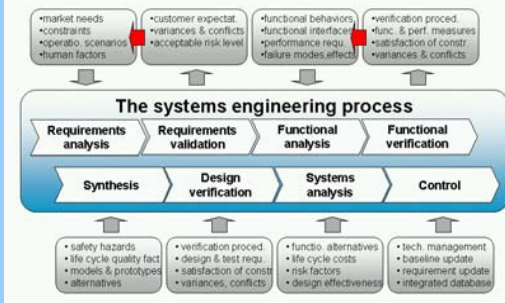 •market needs
•constraints
•operatio. scenarios
•human factors
•customer expectat.
•variances & conflicts
•acceptable risk level
•functional behaviors
•functional interfaces
•performance requ.
•failure modes,effects
•verification proced.
•func. & perf. measures
•satisfaction of constr.
•variances & conflicts
The systems engineering process
Requirements
analysis
Requirements
validation
Functional
analysis
Functional
verification
Synthesis
Design
verification
Systems
analysis
Control
• safety hazards
• life cycle quality fact
• models & prototypes
• alternatives
• verification proced.
• design & test requ.
• satisfaction of constr
• variances, conflicts
• functio. alternatives
• life cycle costs
• risk factors
• design effectiveness
• tech. management
• baseline update
• requirement update
• integrated database